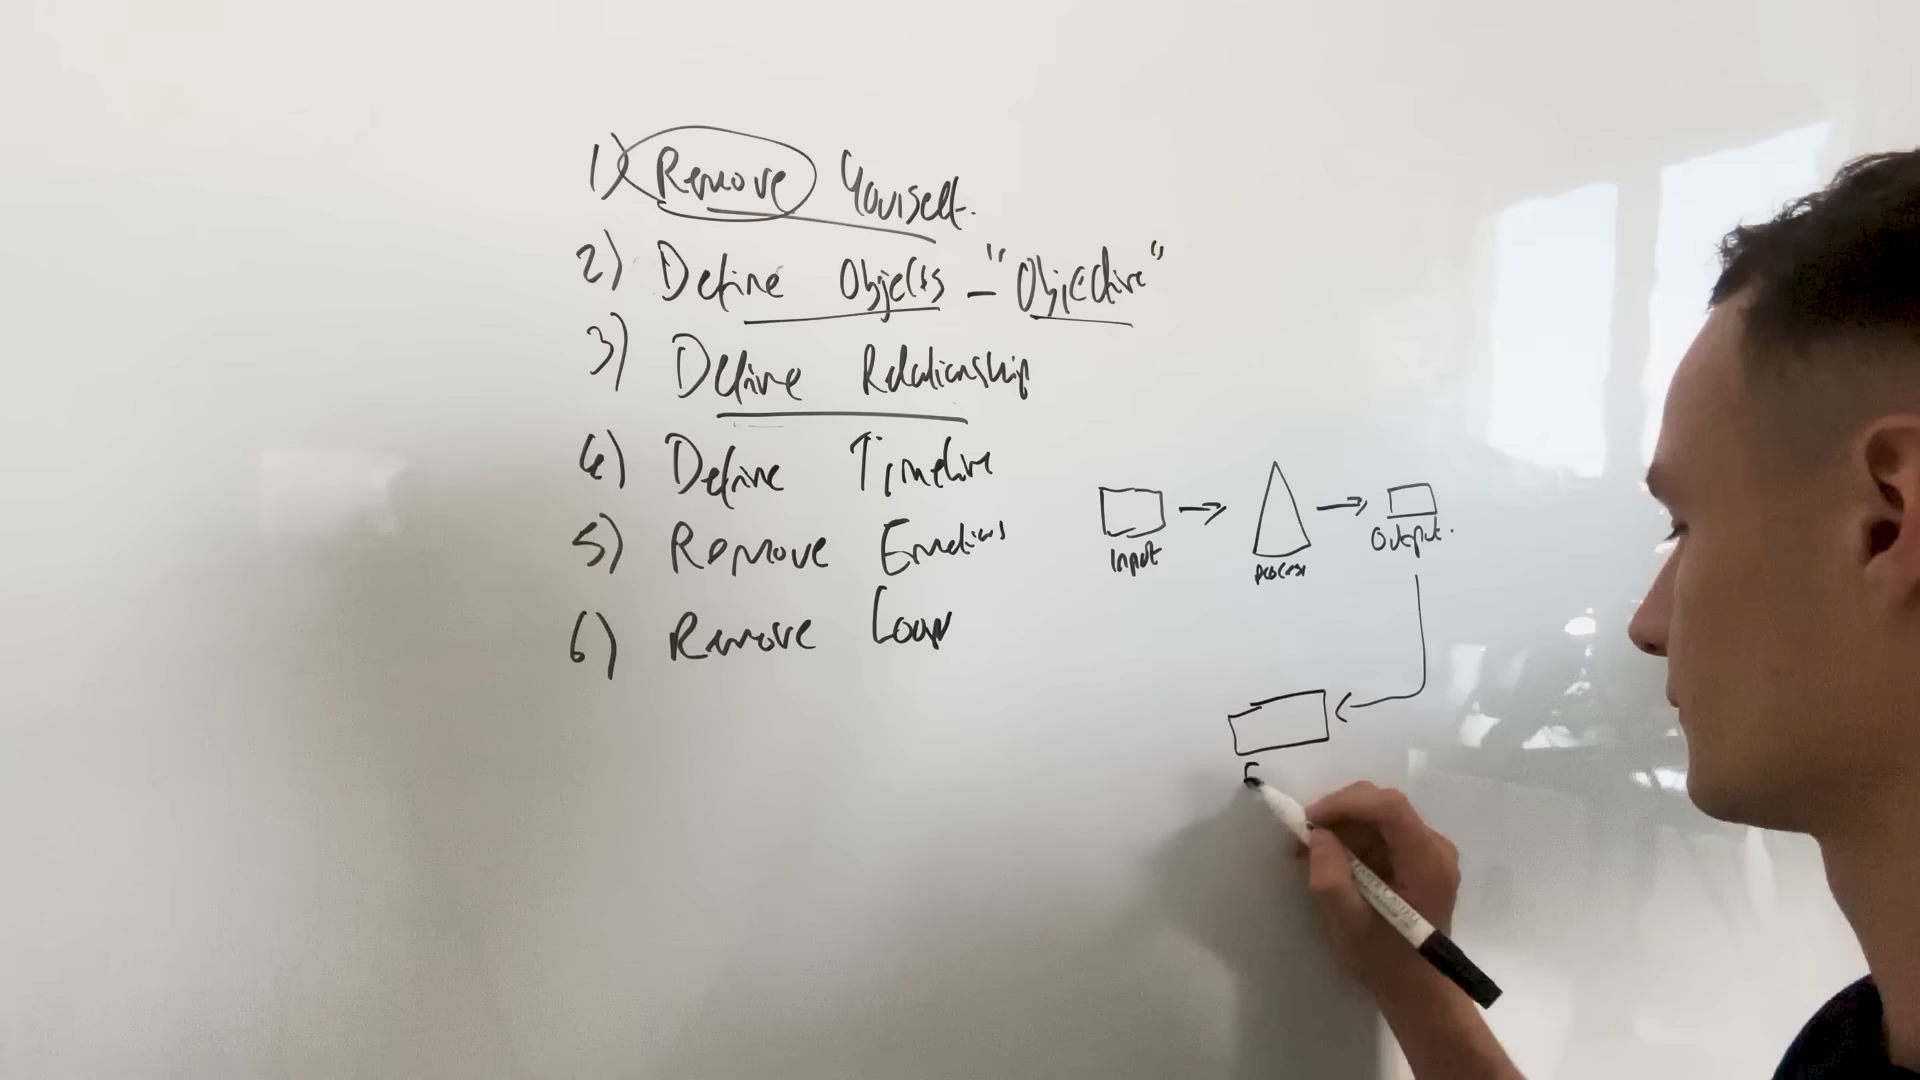 1) Remove Yourself.
2) Define Objects - "Objective"
3) Define Relationship
4) Define Timeline
5) Remove Emotions
6) Remove Loop
Input
process
Output.
F